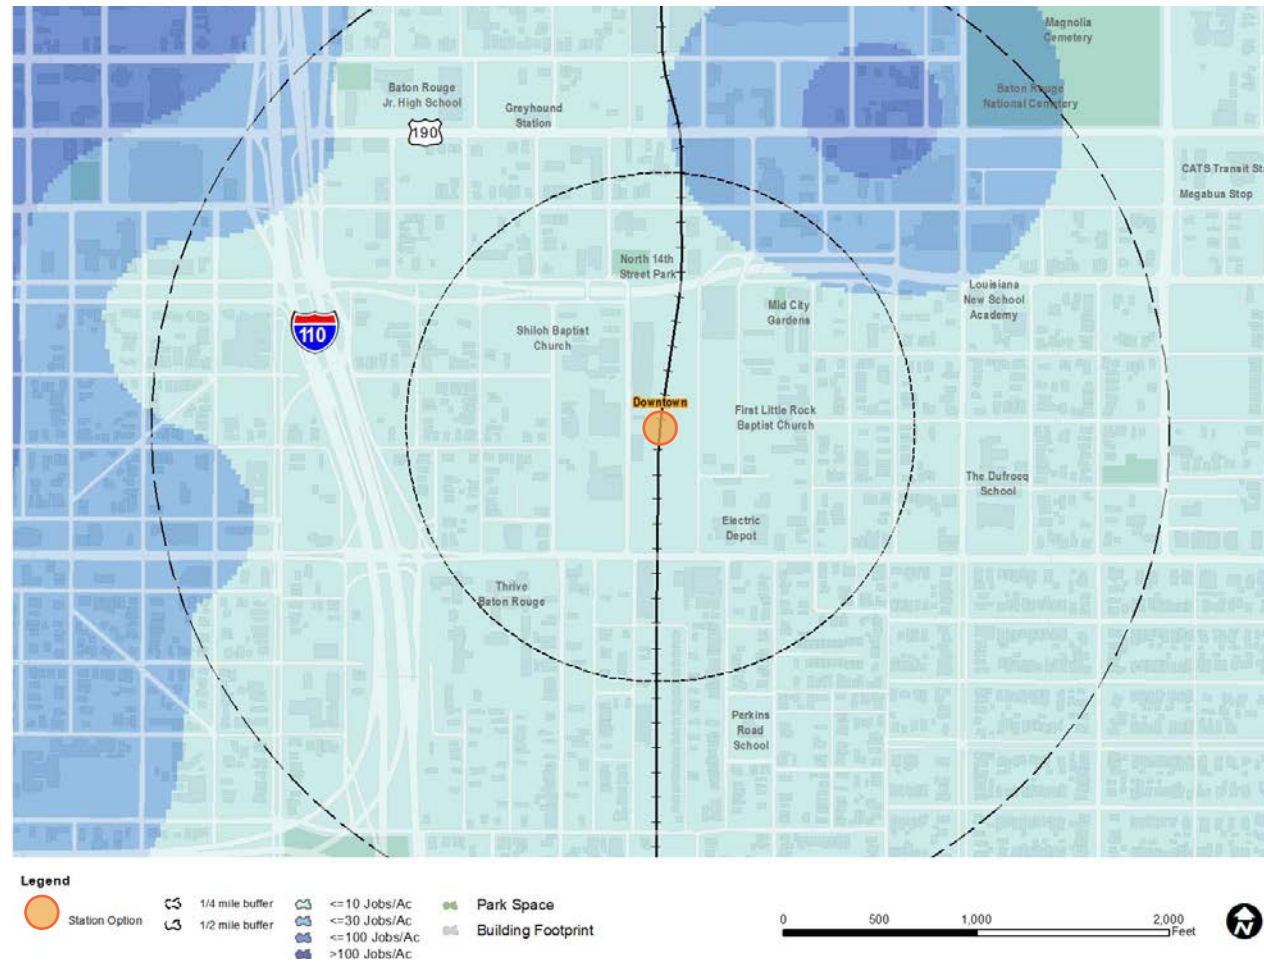 Magnolia
Cemetery
Baton Rouge
Jr. High School
Greyhound
Station
190
Baton Rouge
National Cemetery
CATS Transit St
Megabus Stop
North 14th
Street Park
Mid City
Gardens
Louisiana
New School
Academy
110
Shiloh Baptist
Church
Downtown
First Little Rock
Baptist Church
The Dufrocq
School
Electric
Depot
Thrive
Baton Rouge
Perkins
Road
School
Legend
Station Option
1/4 mile buffer
1/2 mile buffer
<=10 Jobs/Ac
<=30 Jobs/Ac
<=100 Jobs/Ac
>100 Jobs/Ac
Park Space
Building Footprint
0 500 1,000 2,000
Feet
N